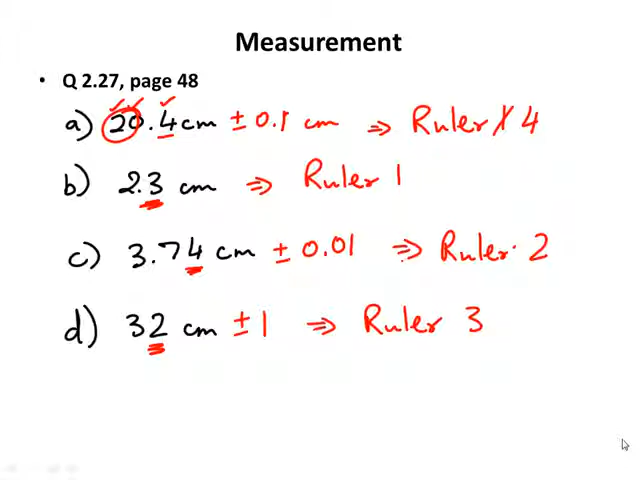 Measurement
• Q 2.27, page 48
a) 20.4 cm ± 0.1 cm ⇒ Ruler 4
b) 2.3 cm ⇒ Ruler 1
c) 3.74 cm ± 0.01 ⇒ Ruler 2
d) 32 cm ± 1 ⇒ Ruler 3